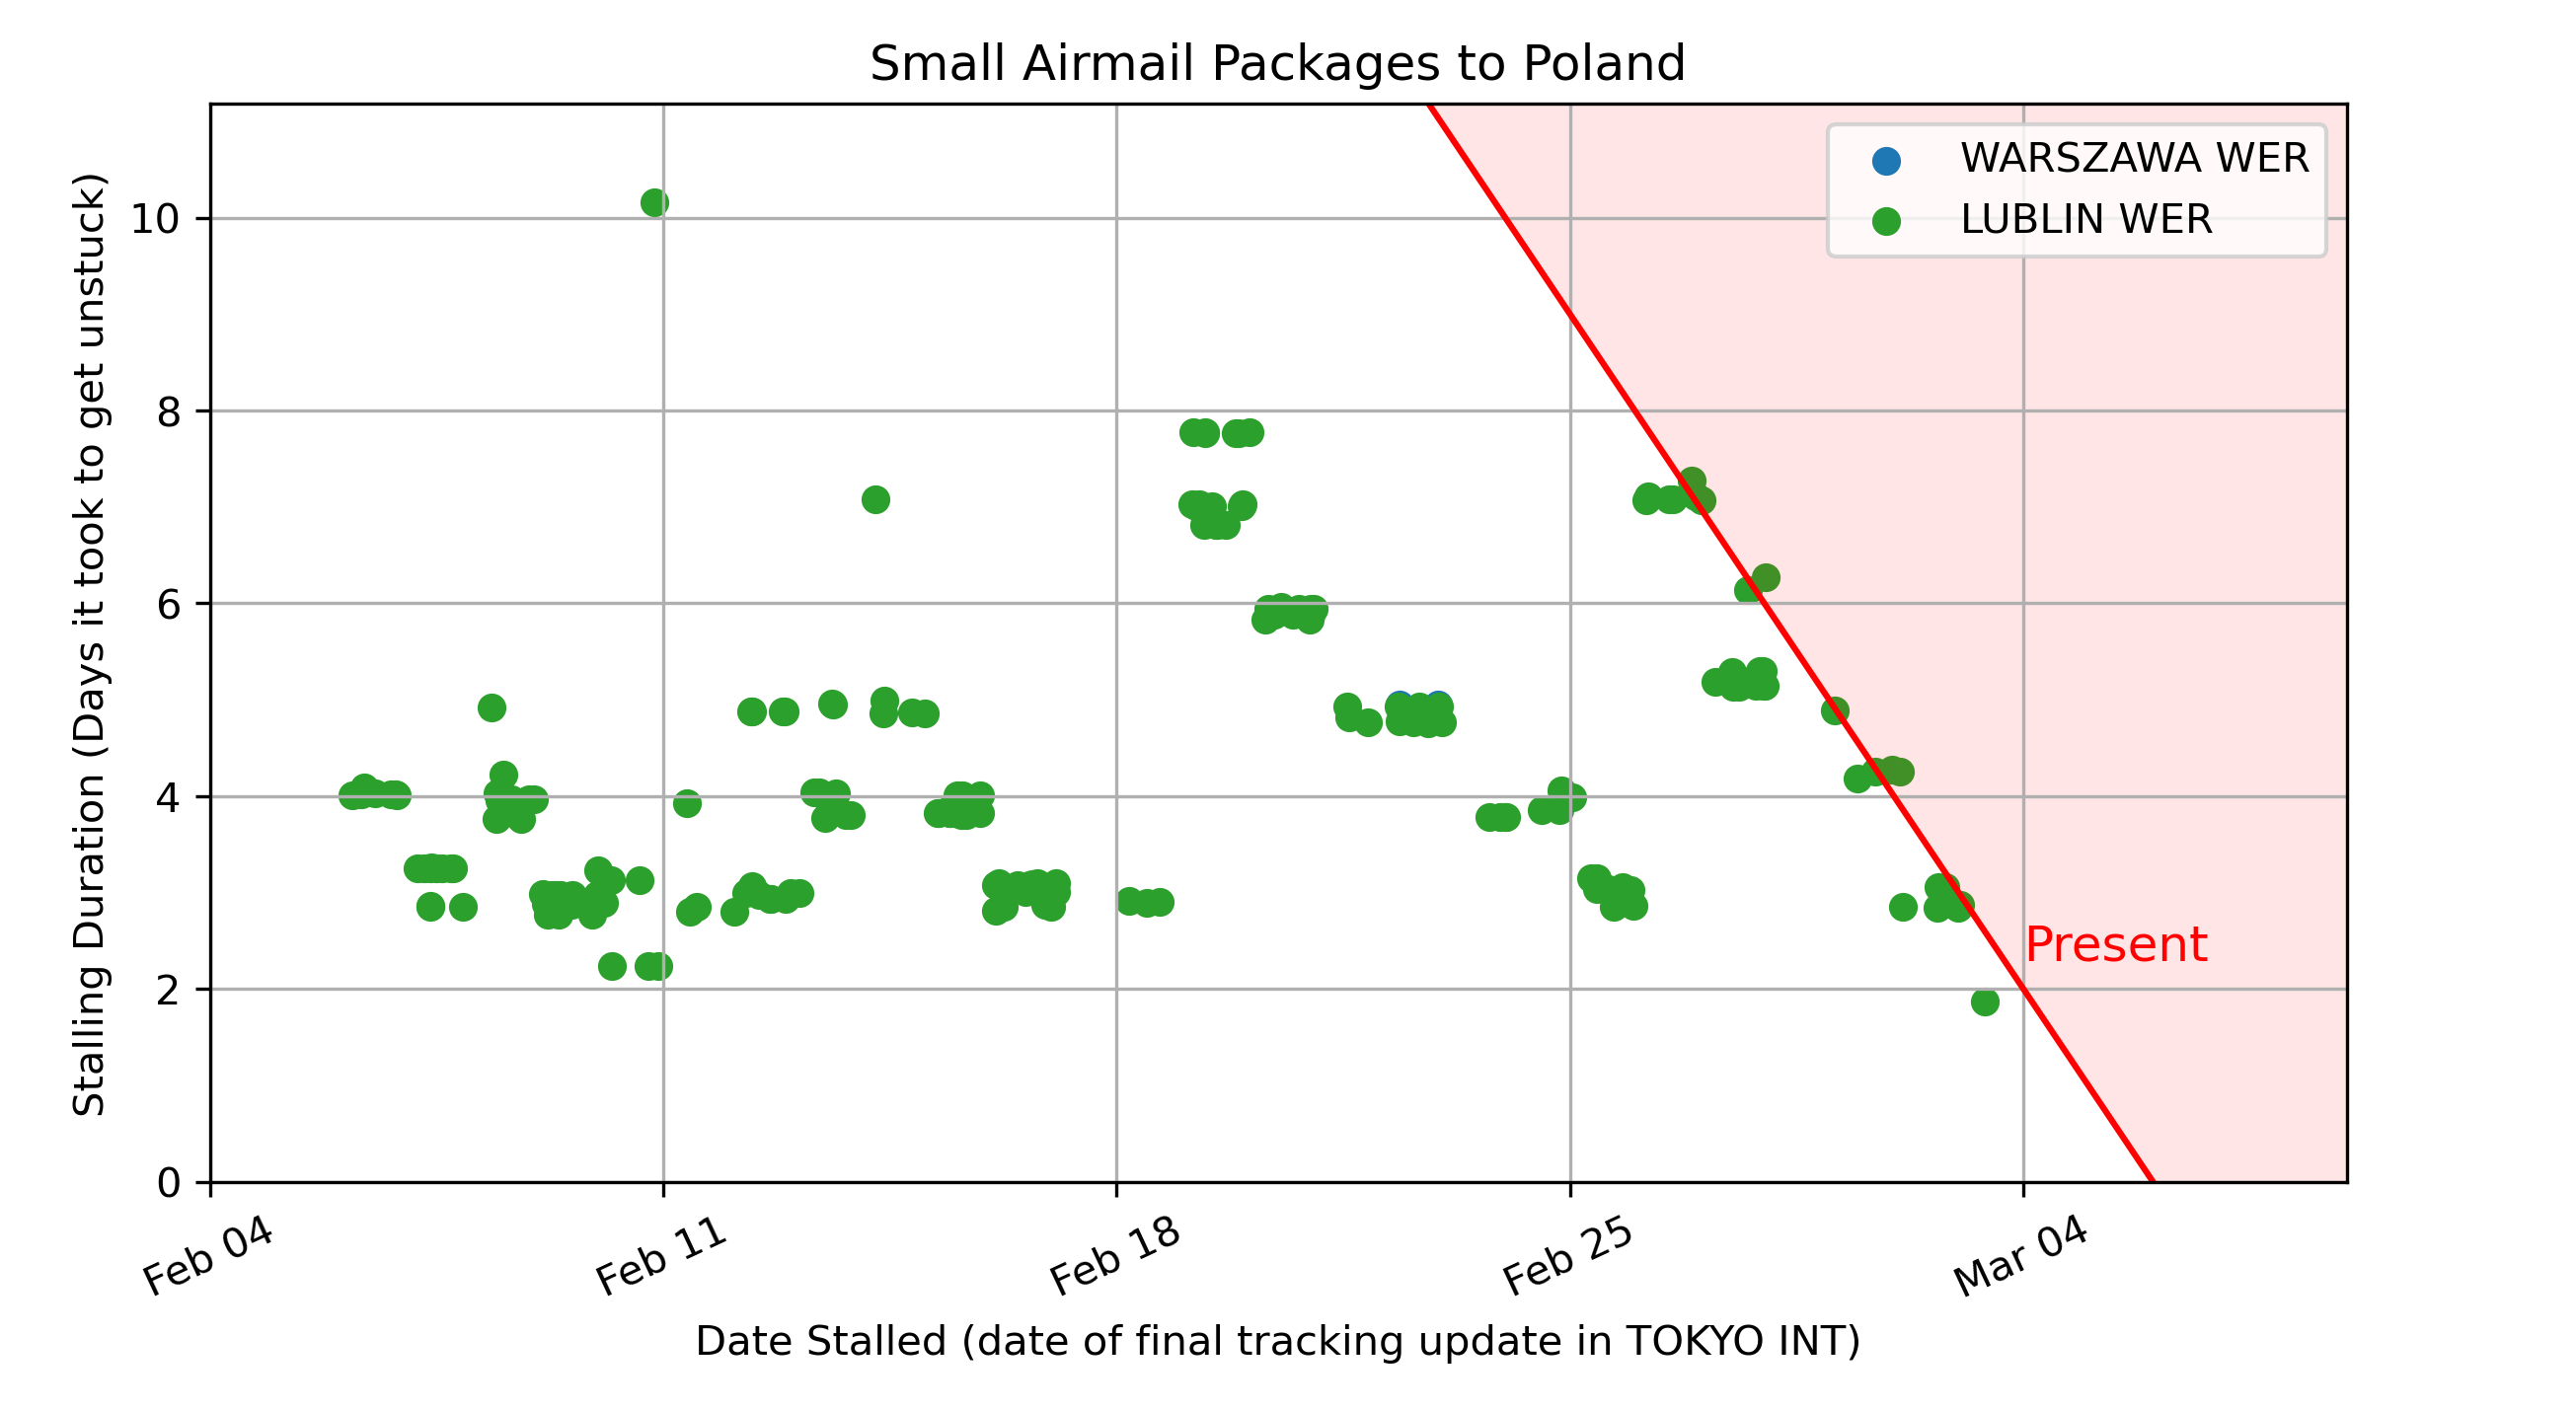 Small Airmail Packages to Poland
Stalling Duration (Days it took to get unstuck)
10
8
6
4
2
0
WARSZAWA WER
LUBLIN WER
Present
Feb 04
Feb 11
Feb 18
Feb 25
Mar 04
Date Stalled (date of final tracking update in TOKYO INT)